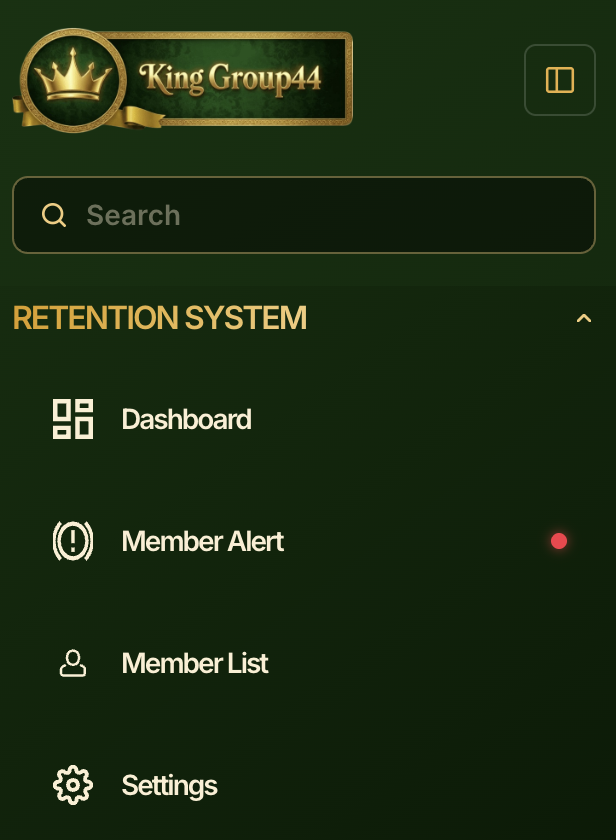 King Group44
Search
RETENTION SYSTEM
Dashboard
Member Alert
Member List
Settings